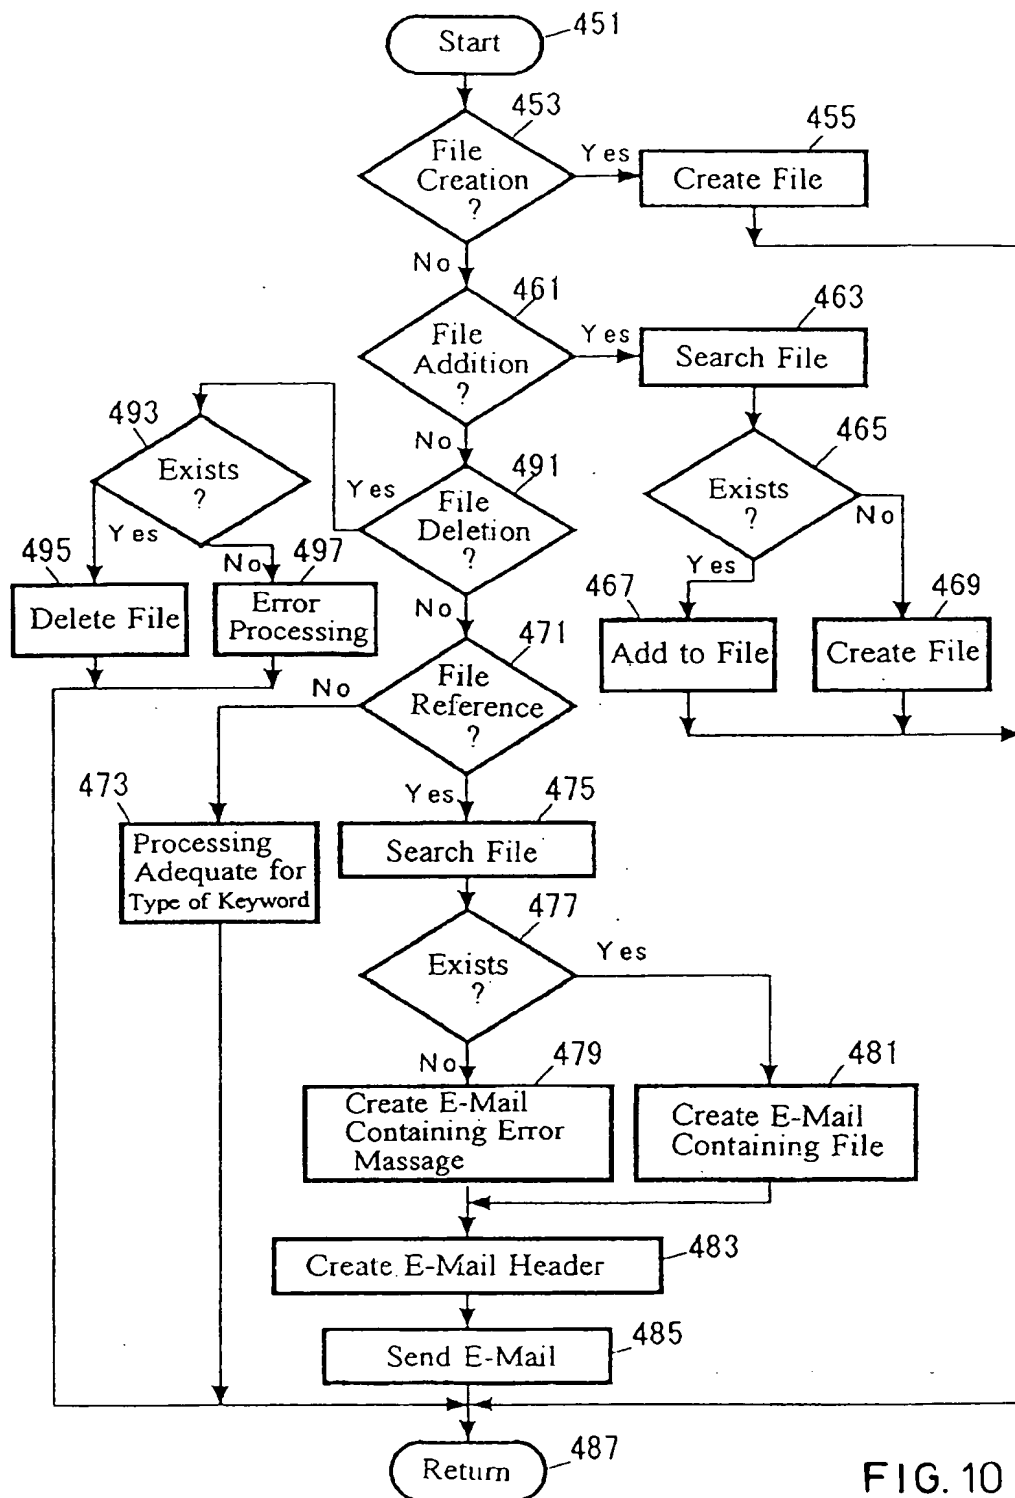 Start
451
453
File
Creation
?
Yes
455
Create File
No
461
File
Addition
?
Yes
463
Search File
No
493
Exists
?
Yes
No
491
File
Deletion
?
Yes
465
Exists
?
No
Yes
495
Delete File
497
Error
Processing
No
467
Add to File
469
Create File
471
File
Reference
?
No
Yes
473
Processing
Adequate for
Type of Keyword
475
Search File
477
Exists
?
Yes
No
479
Create E-Mail
Containing Error
Massage
481
Create E-Mail
Containing File
483
Create E-Mail Header
485
Send E-Mail
487
Return
FIG. 10